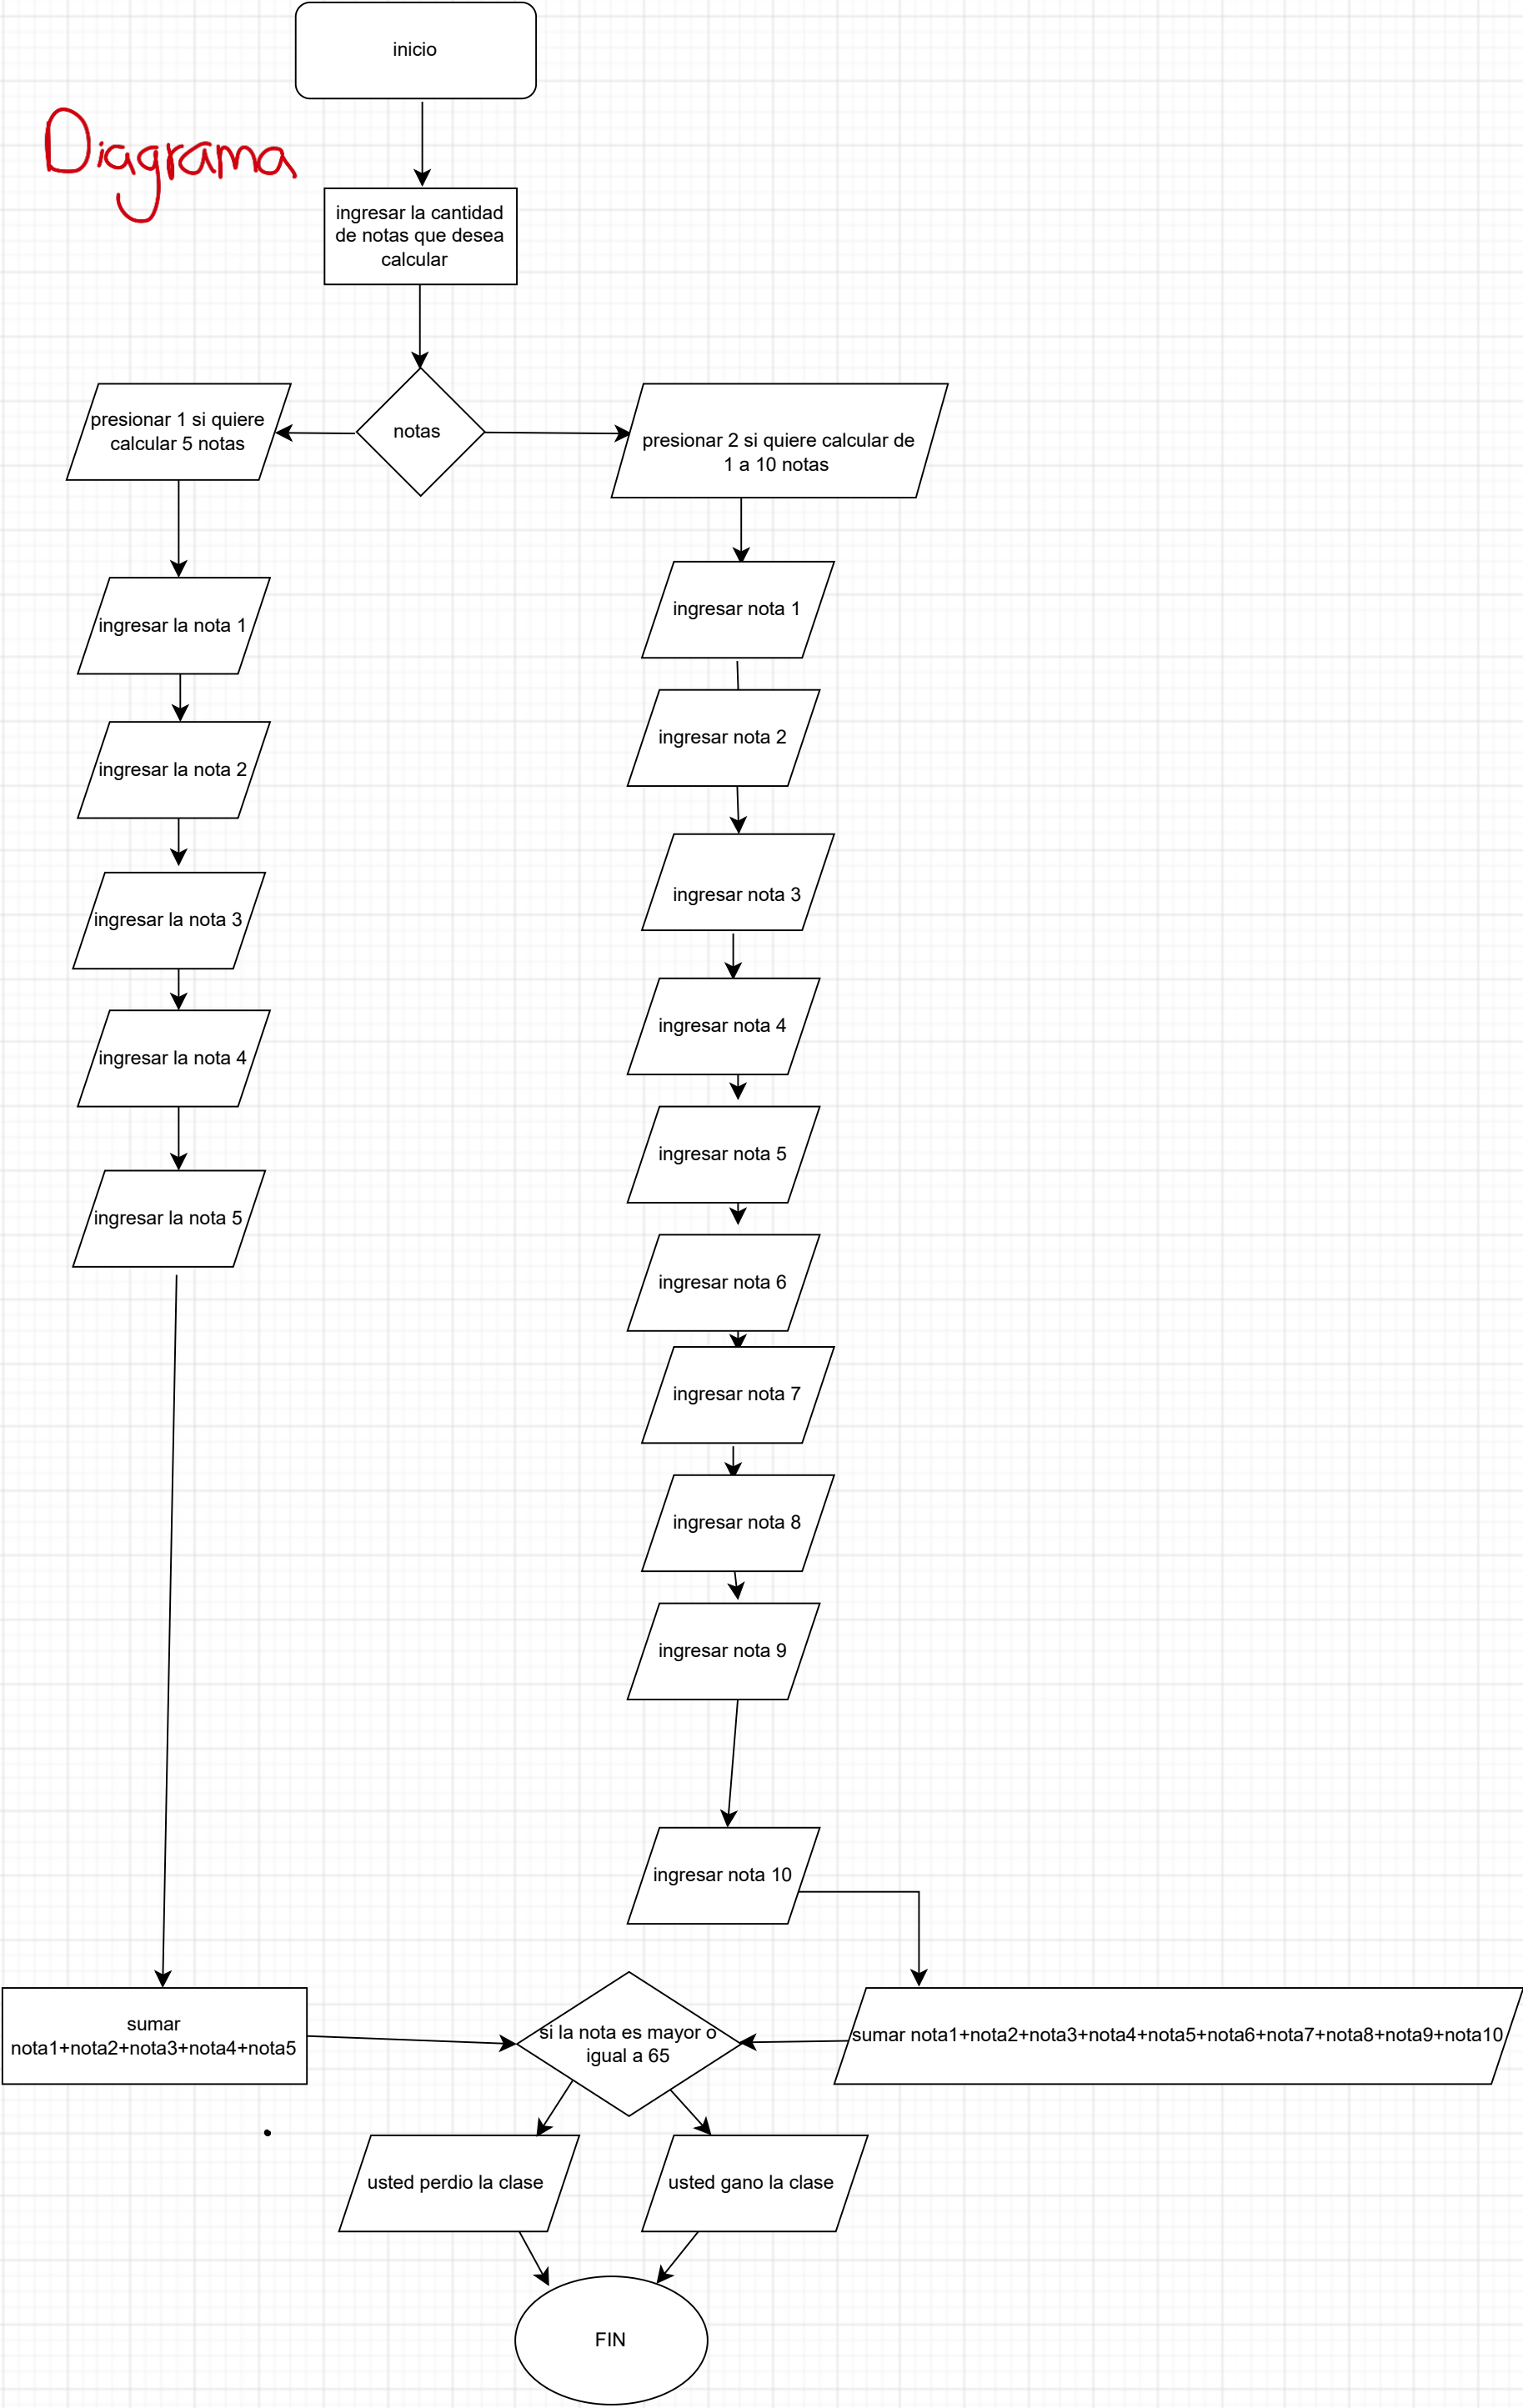 inicio
Diagrama
ingresar la cantidad
de notas que desea
calcular
presionar 1 si quiere
calcular 5 notas
notas
presionar 2 si quiere calcular de
1 a 10 notas
ingresar la nota 1
ingresar la nota 2
ingresar la nota 3
ingresar la nota 4
ingresar la nota 5
ingresar nota 1
ingresar nota 2
ingresar nota 3
ingresar nota 4
ingresar nota 5
ingresar nota 6
ingresar nota 7
ingresar nota 8
ingresar nota 9
ingresar nota 10
sumar
nota1+nota2+nota3+nota4+nota5
si la nota es mayor o
igual a 65
sumar nota1+nota2+nota3+nota4+nota5+nota6+nota7+nota8+nota9+nota10
usted perdio la clase
usted gano la clase
FIN